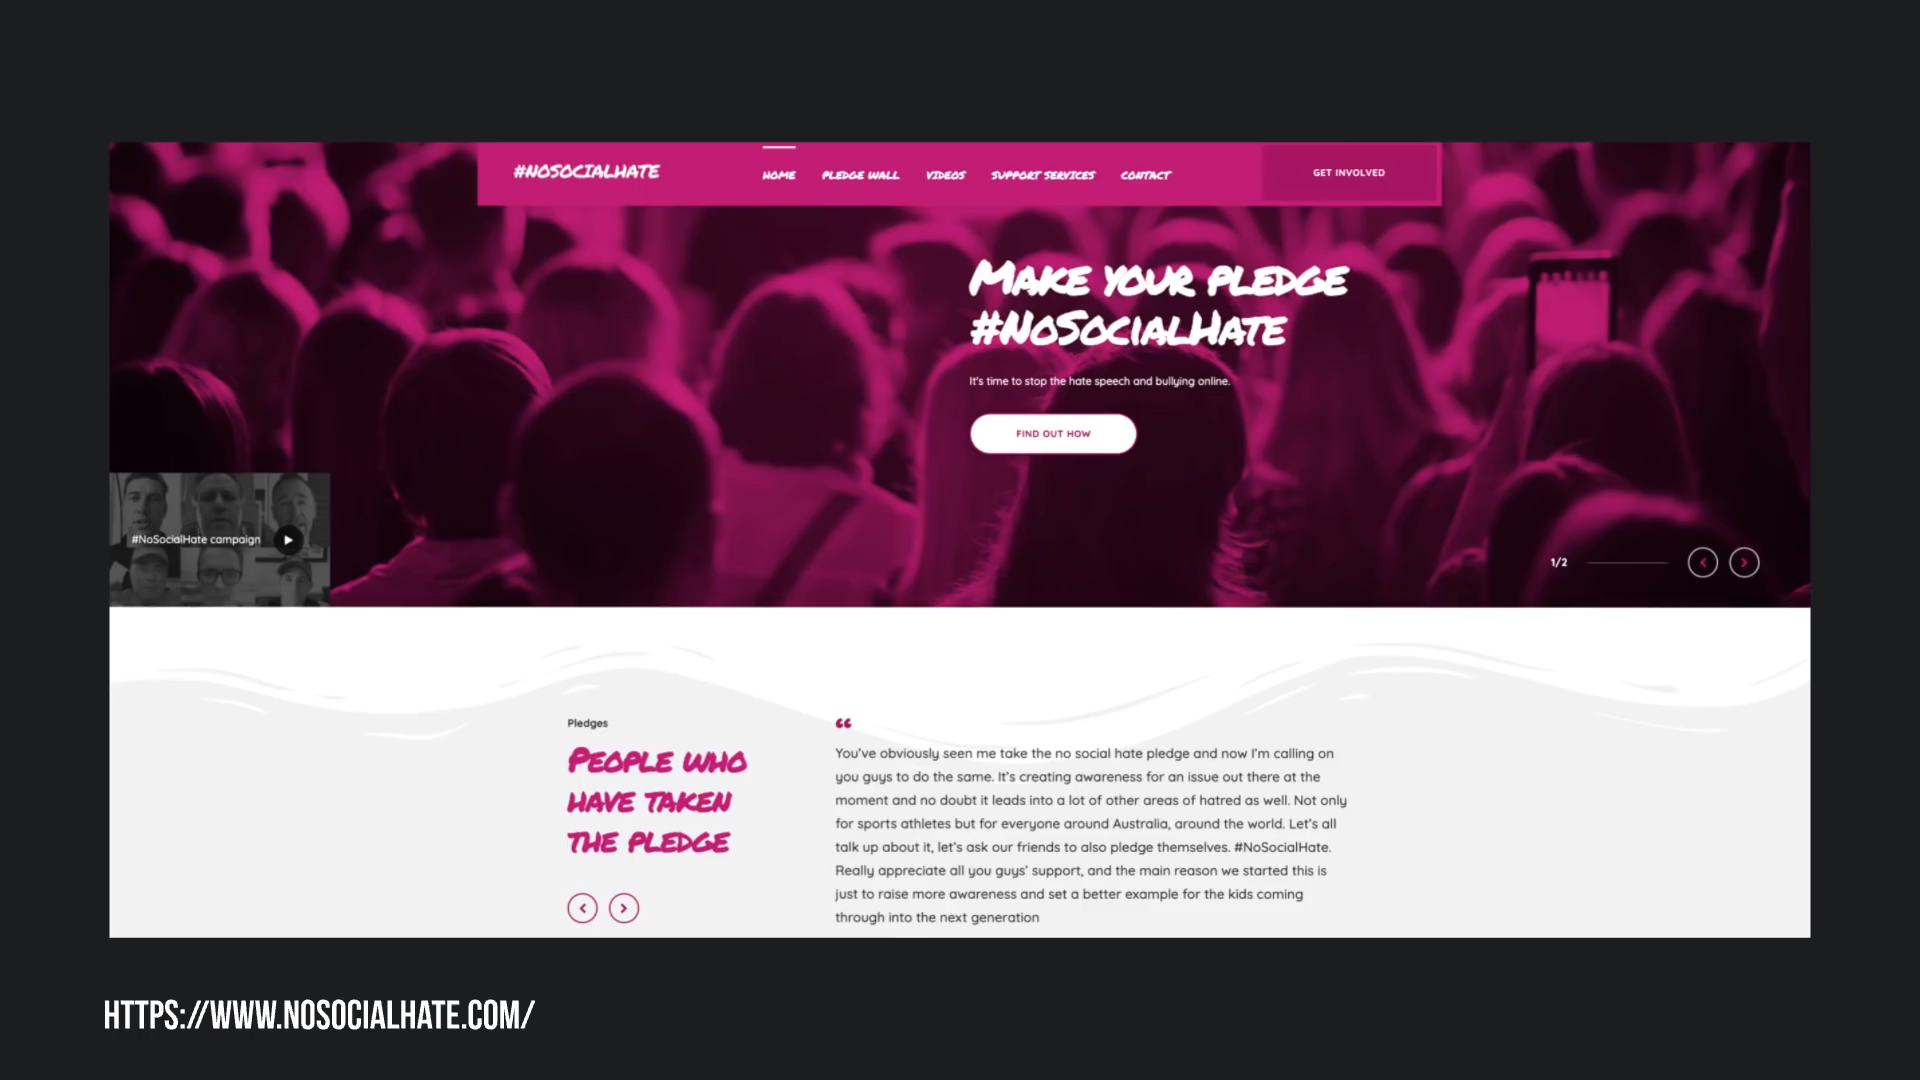 #NOSOCIALHATE
HOME PLEDGE WALL VIDEOS SUPPORT SERVICES CONTACT
GET INVOLVED
MAKE YOUR PLEDGE
#NOSOCIALHATE
It's time to stop the hate speech and bullying online.
FIND OUT HOW
#NoSocialHate campaign
1/2
Pledges
PEOPLE WHO
HAVE TAKEN
THE PLEDGE
“
You've obviously seen me take the no social hate pledge and now I'm calling on
you guys to do the same. It's creating awareness for an issue out there at the
moment and no doubt it leads into a lot of other areas of hatred as well. Not only
for sports athletes but for everyone around Australia, around the world. Let's all
talk up about it, let's ask our friends to also pledge themselves. #NoSocialHate.
Really appreciate all you guys' support, and the main reason we started this is
just to raise more awareness and set a better example for the kids coming
through into the next generation
HTTPS://WWW.NOSOCIALHATE.COM/